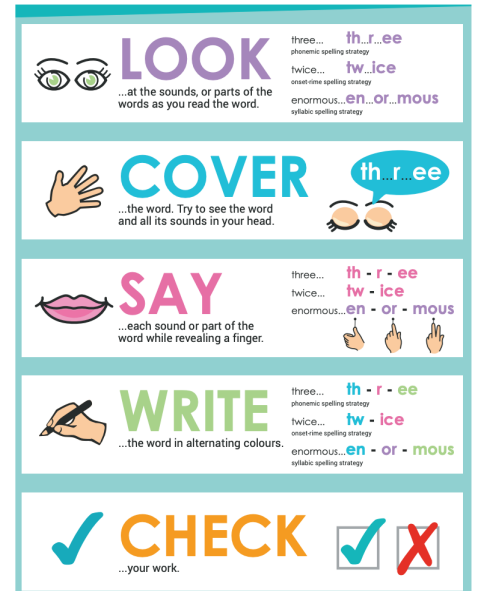 LOOK
...at the sounds, or parts of the
words as you read the word.
three... th...r...ee
phonemic spelling strategy
twice... tw...ice
onset-rime spelling strategy
enormous...en...or...mous
syllabic spelling strategy
COVER
...the word. Try to see the word
and all its sounds in your head.
th...r...ee
SAY
...each sound or part of the
word while revealing a finger.
three... th - r - ee
twice... tw - ice
enormous...en - or - mous
WRITE
...the word in alternating colours.
three... th - r - ee
phonemic spelling strategy
twice... tw - ice
onset-rime spelling strategy
enormous...en - or - mous
syllabic spelling strategy
CHECK
...your work.